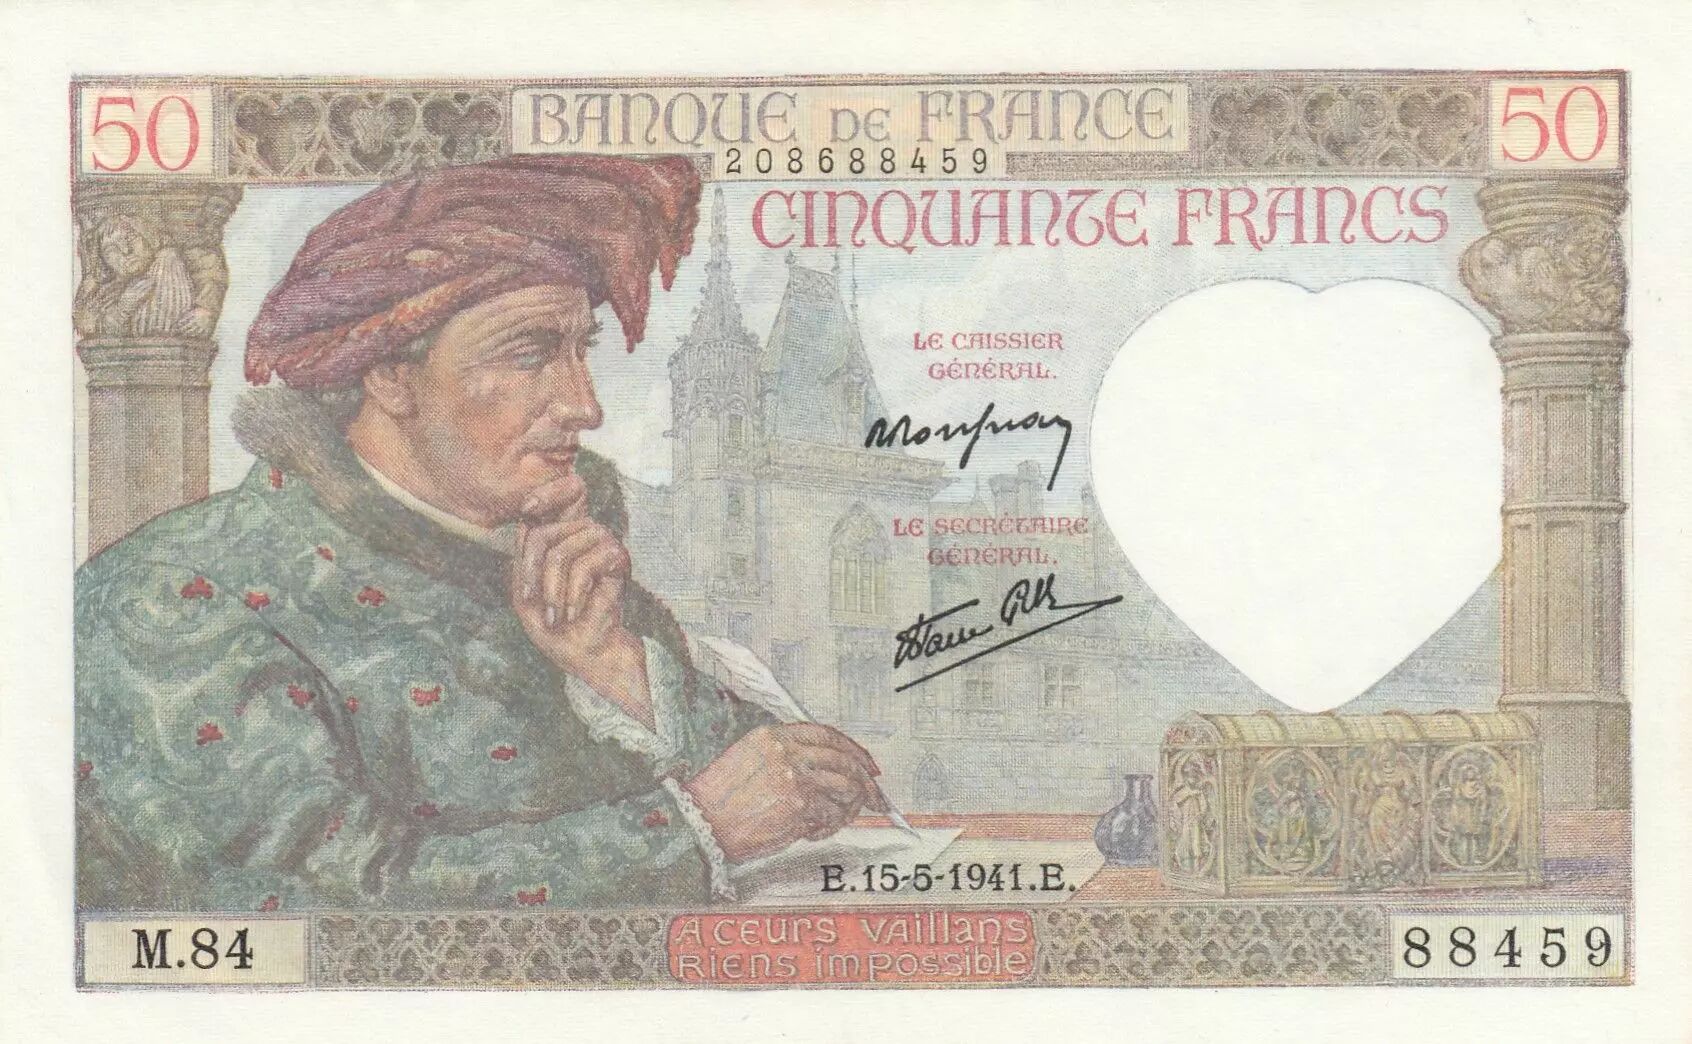 50 BANQUE DE FRANCE 50
208688459
CINQUANTE FRANCS
LE CAISSIER
GÉNÉRAL.
LE SECRÉTAIRE
GÉNÉRAL.
E.15-5-1941.E.
M.84
A CEURS VAILLANS
RIENS IMPOSSIBLE
88459